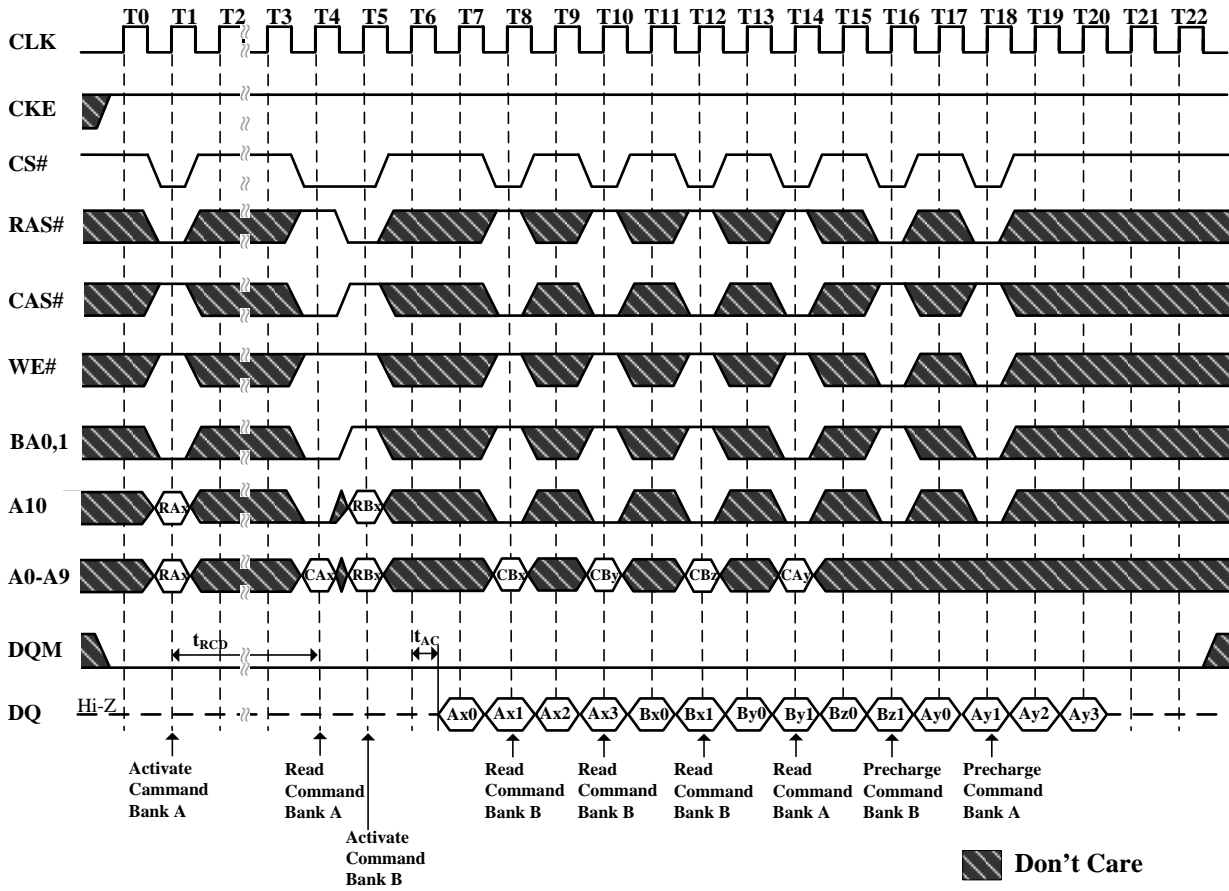 T0 T1 T2 T3 T4 T5 T6 T7 T8 T9 T10 T11 T12 T13 T14 T15 T16 T17 T18 T19 T20 T21 T22
CLK
CKE
CS#
RAS#
CAS#
WE#
BA0,1
A10 RAx RBx
A0-A9 RAx CAx RBx CBx CBy CBz CAy
DQM tRCD tAC
DQ Hi-Z Ax0 Ax1 Ax2 Ax3 Bx0 Bx1 By0 By1 Bz0 Bz1 Ay0 Ay1 Ay2 Ay3
Activate
Cammand
Bank A
Read
Command
Bank A
Activate
Command
Bank B
Read
Command
Bank B
Read
Command
Bank B
Read
Command
Bank B
Read
Command
Bank A
Precharge
Command
Bank B
Precharge
Command
Bank A
Don't Care